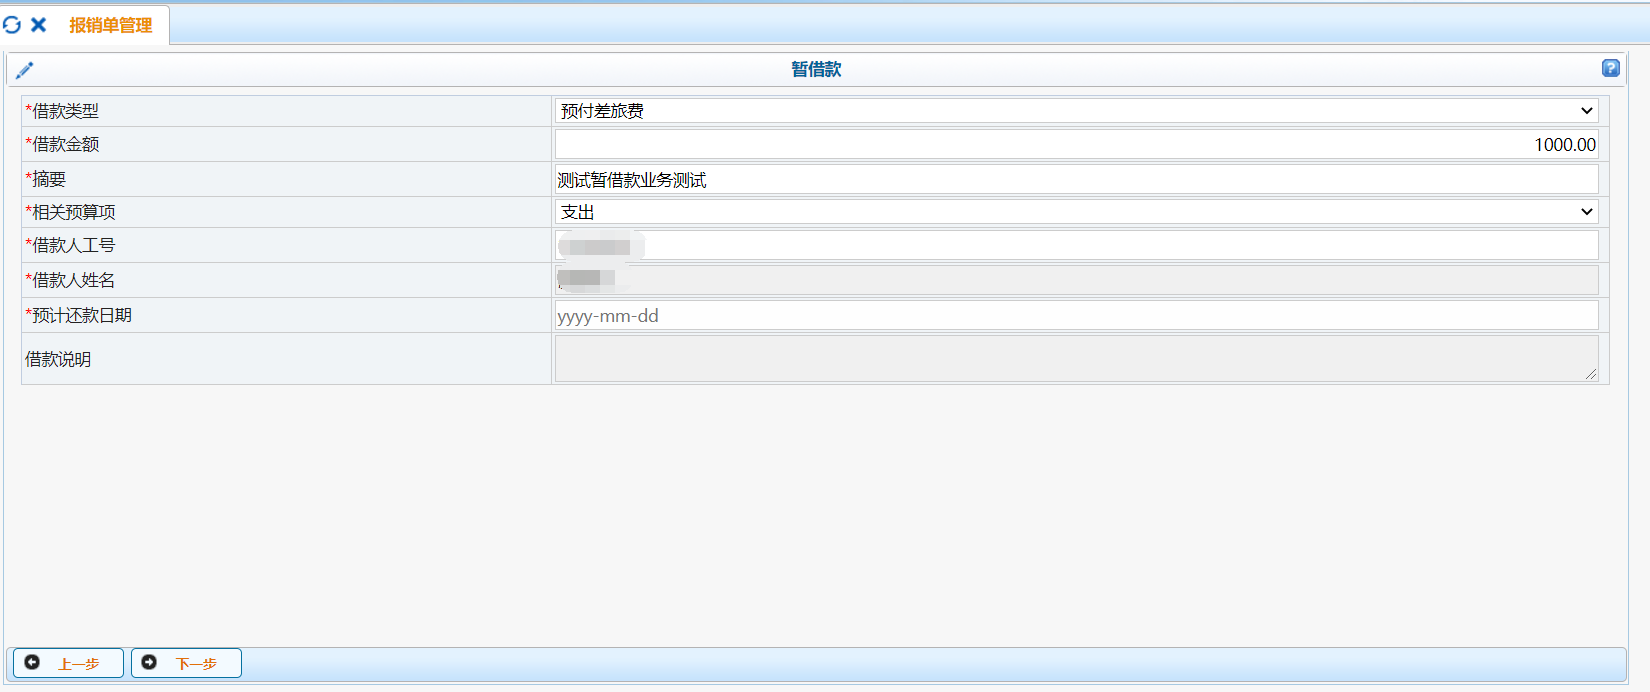 报销单管理
暂借款
*借款类型 预付差旅费
*借款金额 1000.00
*摘要 测试暂借款业务测试
*相关预算项 支出
*借款人工号
*借款人姓名
*预计还款日期 yyyy-mm-dd
借款说明
上一步 下一步